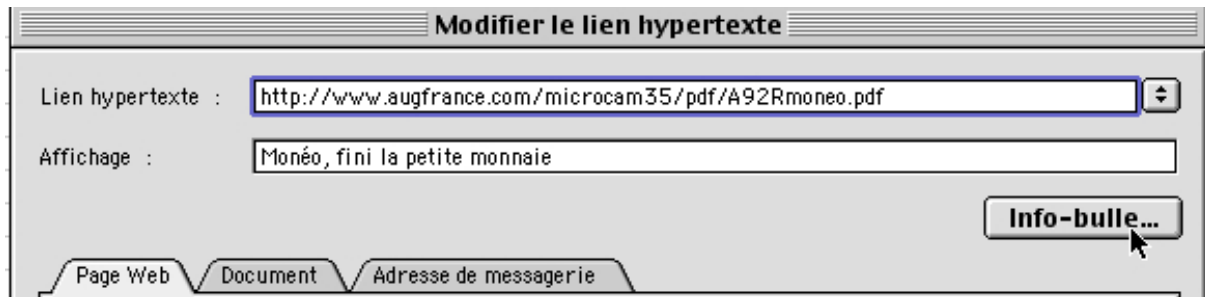 Modifier le lien hypertexte
Lien hypertexte : http://www.augfrance.com/microcam35/pdf/A92Rmoneo.pdf
Affichage : Monéo, fini la petite monnaie
Info-bulle...
Page Web Document Adresse de messagerie